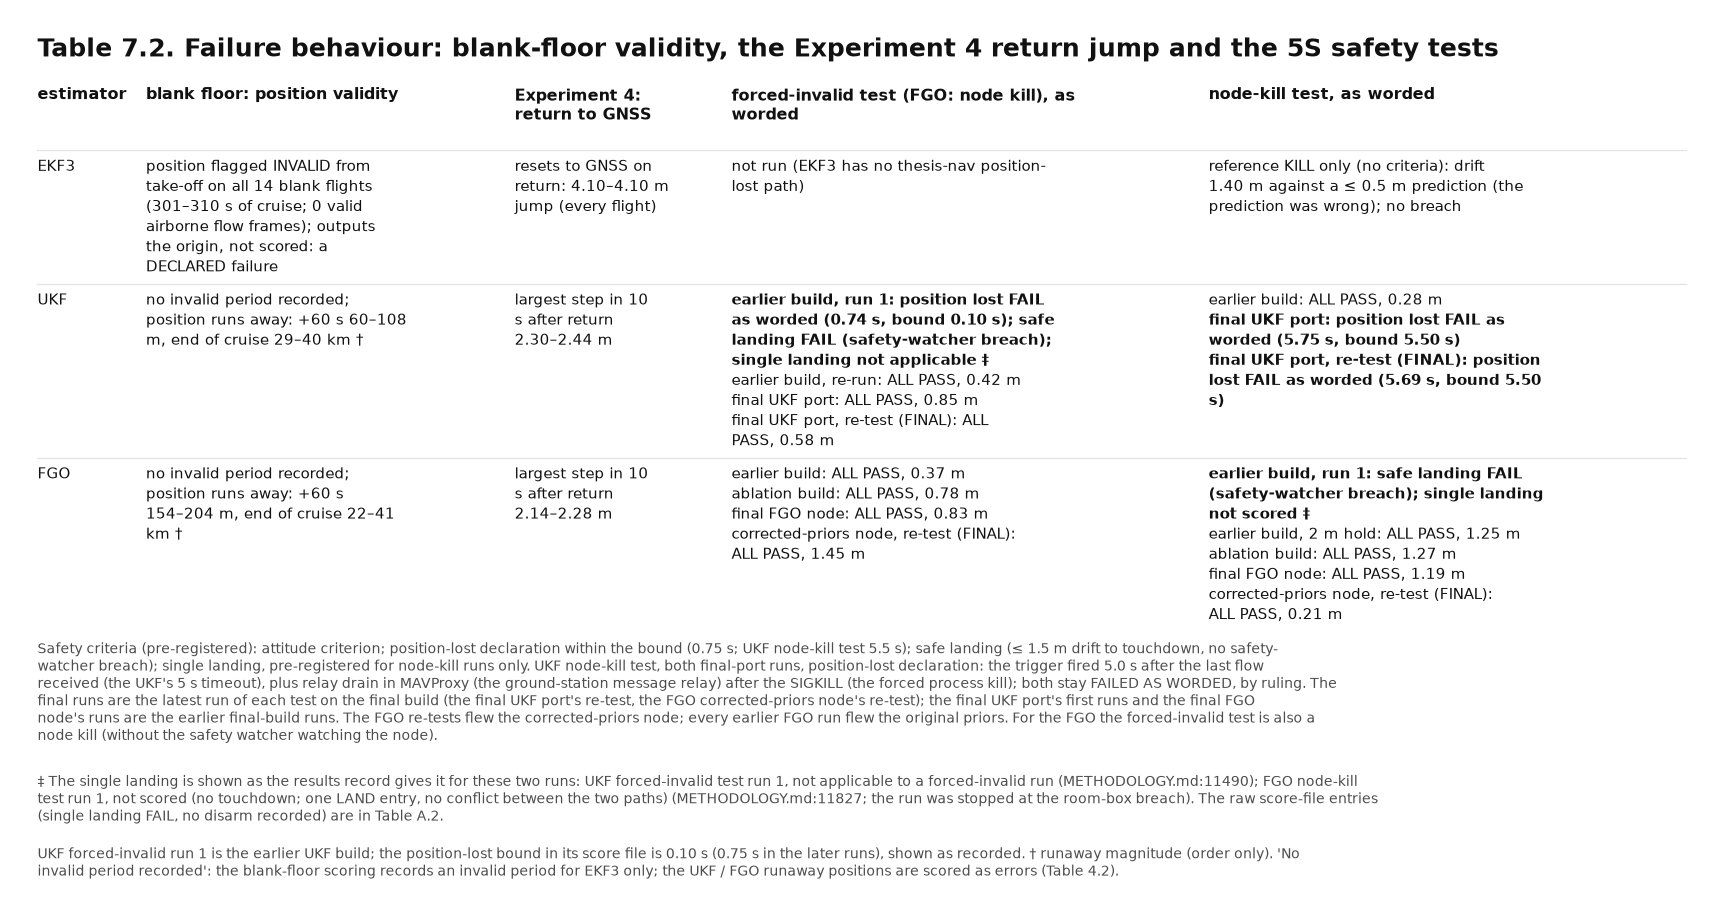 Table 7.2. Failure behaviour: blank-floor validity, the Experiment 4 return jump and the 5S safety tests
estimator
blank floor: position validity
Experiment 4:
return to GNSS
forced-invalid test (FGO: node kill), as
worded
node-kill test, as worded
EKF3
position flagged INVALID from
take-off on all 14 blank flights
(301–310 s of cruise; 0 valid
airborne flow frames); outputs
the origin, not scored: a
DECLARED failure
resets to GNSS on
return: 4.10–4.10 m
jump (every flight)
not run (EKF3 has no thesis-nav position-
lost path)
reference KILL only (no criteria): drift
1.40 m against a ≤ 0.5 m prediction (the
prediction was wrong); no breach
UKF
no invalid period recorded;
position runs away: +60 s 60–108
m, end of cruise 29–40 km †
largest step in 10
s after return
2.30–2.44 m
earlier build, run 1: position lost FAIL
as worded (0.74 s, bound 0.10 s); safe
landing FAIL (safety-watcher breach);
single landing not applicable ‡
earlier build, re-run: ALL PASS, 0.42 m
final UKF port: ALL PASS, 0.85 m
final UKF port, re-test (FINAL): ALL
PASS, 0.58 m
earlier build: ALL PASS, 0.28 m
final UKF port: position lost FAIL as
worded (5.75 s, bound 5.50 s)
final UKF port, re-test (FINAL): position
lost FAIL as worded (5.69 s, bound 5.50
s)
FGO
no invalid period recorded;
position runs away: +60 s
154–204 m, end of cruise 22–41
km †
largest step in 10
s after return
2.14–2.28 m
earlier build: ALL PASS, 0.37 m
ablation build: ALL PASS, 0.78 m
final FGO node: ALL PASS, 0.83 m
corrected-priors node, re-test (FINAL):
ALL PASS, 1.45 m
earlier build, run 1: safe landing FAIL
(safety-watcher breach); single landing
not scored ‡
earlier build, 2 m hold: ALL PASS, 1.25 m
ablation build: ALL PASS, 1.27 m
final FGO node: ALL PASS, 1.19 m
corrected-priors node, re-test (FINAL):
ALL PASS, 0.21 m
Safety criteria (pre-registered): attitude criterion; position-lost declaration within the bound (0.75 s; UKF node-kill test 5.5 s); safe landing (≤ 1.5 m drift to touchdown, no safety-
watcher breach); single landing, pre-registered for node-kill runs only. UKF node-kill test, both final-port runs, position-lost declaration: the trigger fired 5.0 s after the last flow
received (the UKF's 5 s timeout), plus relay drain in MAVProxy (the ground-station message relay) after the SIGKILL (the forced process kill); both stay FAILED AS WORDED, by ruling. The
final runs are the latest run of each test on the final build (the final UKF port's re-test, the FGO corrected-priors node's re-test); the final UKF port's first runs and the final FGO
node's runs are the earlier final-build runs. The FGO re-tests flew the corrected-priors node; every earlier FGO run flew the original priors. For the FGO the forced-invalid test is also a
node kill (without the safety watcher watching the node).
‡ The single landing is shown as the results record gives it for these two runs: UKF forced-invalid test run 1, not applicable to a forced-invalid run (METHODOLOGY.md:11490); FGO node-kill
test run 1, not scored (no touchdown; one LAND entry, no conflict between the two paths) (METHODOLOGY.md:11827; the run was stopped at the room-box breach). The raw score-file entries
(single landing FAIL, no disarm recorded) are in Table A.2.
UKF forced-invalid run 1 is the earlier UKF build; the position-lost bound in its score file is 0.10 s (0.75 s in the later runs), shown as recorded. † runaway magnitude (order only). 'No
invalid period recorded': the blank-floor scoring records an invalid period for EKF3 only; the UKF / FGO runaway positions are scored as errors (Table 4.2).